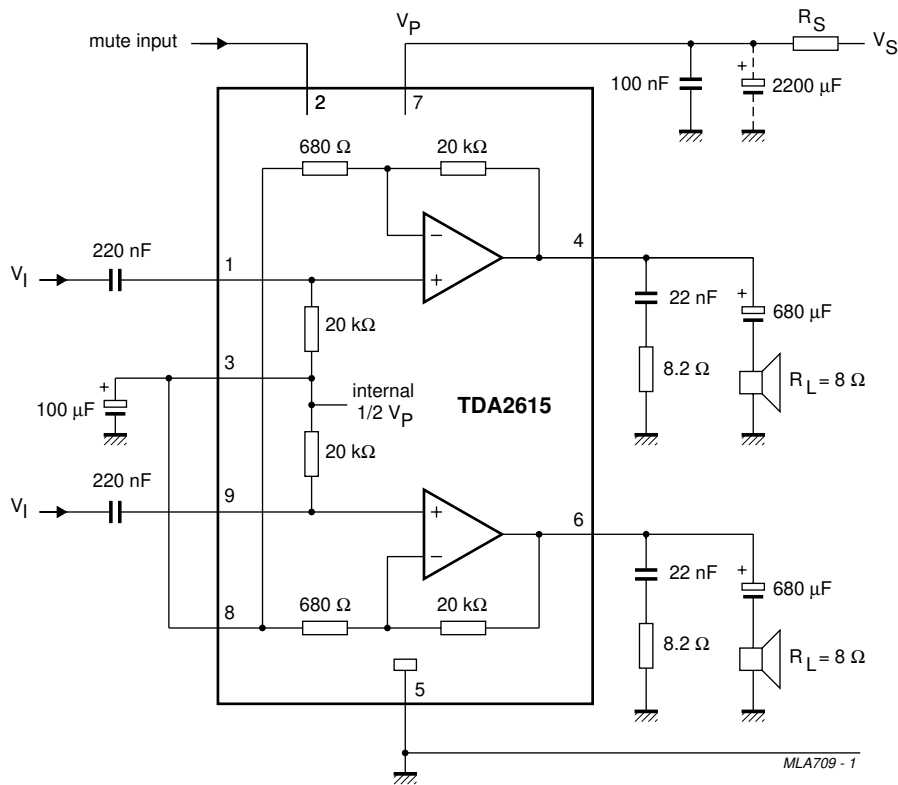 V_P
R_S
V_S
mute input
100 nF
+
2200 μF
2
7
680 Ω
20 kΩ
−
+
4
220 nF
V_I
1
22 nF
+
680 μF
20 kΩ
8.2 Ω
R_L = 8 Ω
3
+
100 μF
internal
1/2 V_P
TDA2615
20 kΩ
220 nF
V_I
9
+
−
6
22 nF
+
680 μF
8
680 Ω
20 kΩ
8.2 Ω
R_L = 8 Ω
5
MLA709 - 1